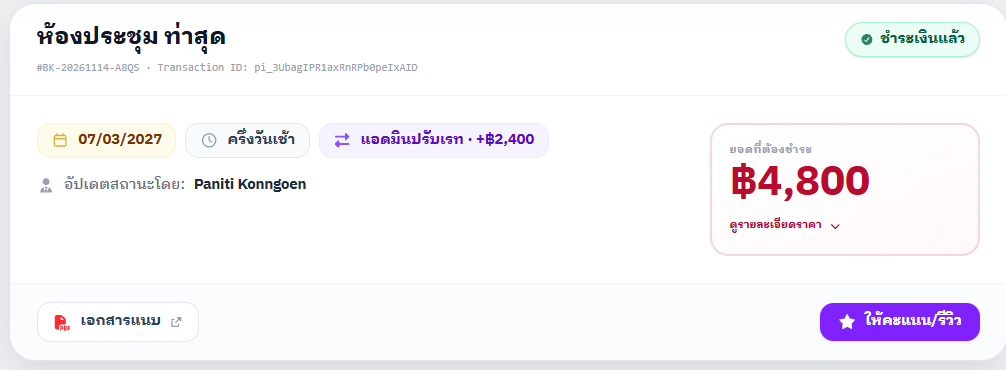 ห้องประชุม ท่าสุด
ชำระเงินแล้ว
#BK-20261114-A8QS · Transaction ID: pi_3UbagIPR1axRnRPb0peIxAID
07/03/2027 ครึ่งวันเช้า แอดมินปรับเรท · +฿2,400
อัปเดตสถานะโดย: Paniti Konngoen
ยอดที่ต้องชำระ
฿4,800
ดูรายละเอียดราคา
PDF เอกสารแนบ
ให้คะแนน/รีวิว